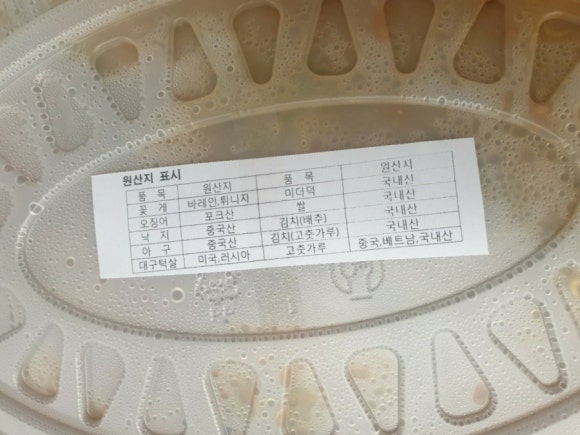 원산지 표시
품 목 원산지 품 목 원산지
꽃 게 바레인,튀니지 미더덕 국내산
오징어 포크산 쌀 국내산
낙 지 중국산 김치(배추) 국내산
아 구 중국산 김치(고춧가루) 국내산
대구턱살 미국,러시아 고춧가루 중국,베트남,국내산